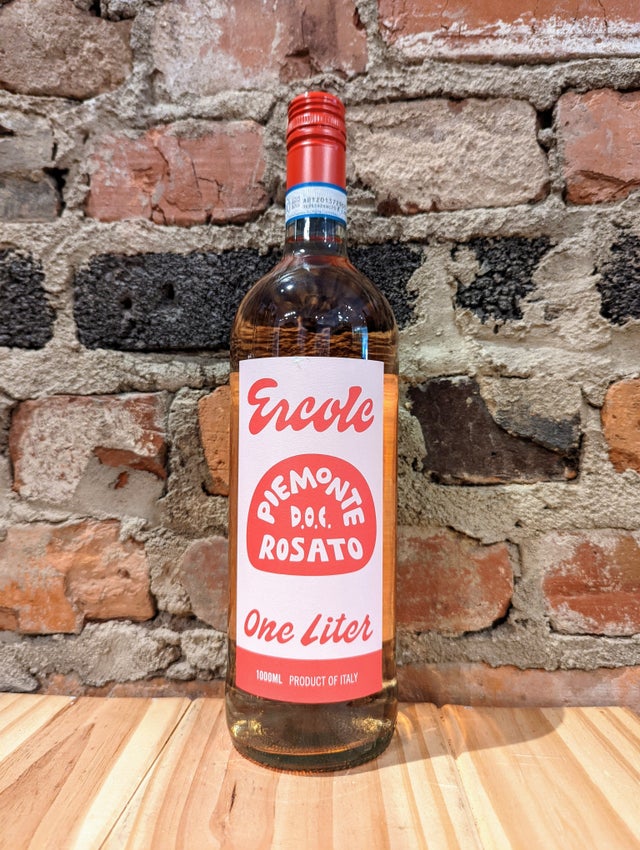 Ercole
PIEMONTE
D.O.C.
ROSATO
One Liter
1000ML PRODUCT OF ITALY